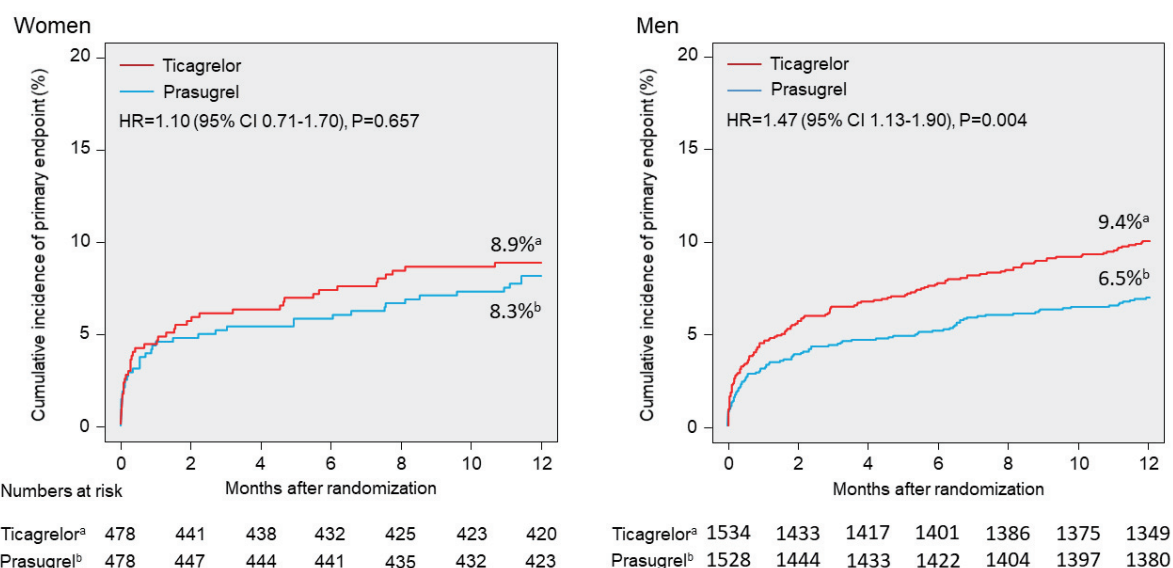 Women
20
15
10
5
0
Cumulative incidence of primary endpoint (%)
Ticagrelor
Prasugrel
HR=1.10 (95% CI 0.71-1.70), P=0.657
8.9%ᵃ
8.3%ᵇ
0 2 4 6 8 10 12
Numbers at risk
Months after randomization
Ticagrelorᵃ 478 441 438 432 425 423 420
Prasugrelᵇ 478 447 444 441 435 432 423
Men
20
15
10
5
0
Cumulative incidence of primary endpoint (%)
Ticagrelor
Prasugrel
HR=1.47 (95% CI 1.13-1.90), P=0.004
9.4%ᵃ
6.5%ᵇ
0 2 4 6 8 10 12
Months after randomization
Ticagrelorᵃ 1534 1433 1417 1401 1386 1375 1349
Prasugrelᵇ 1528 1444 1433 1422 1404 1397 1380